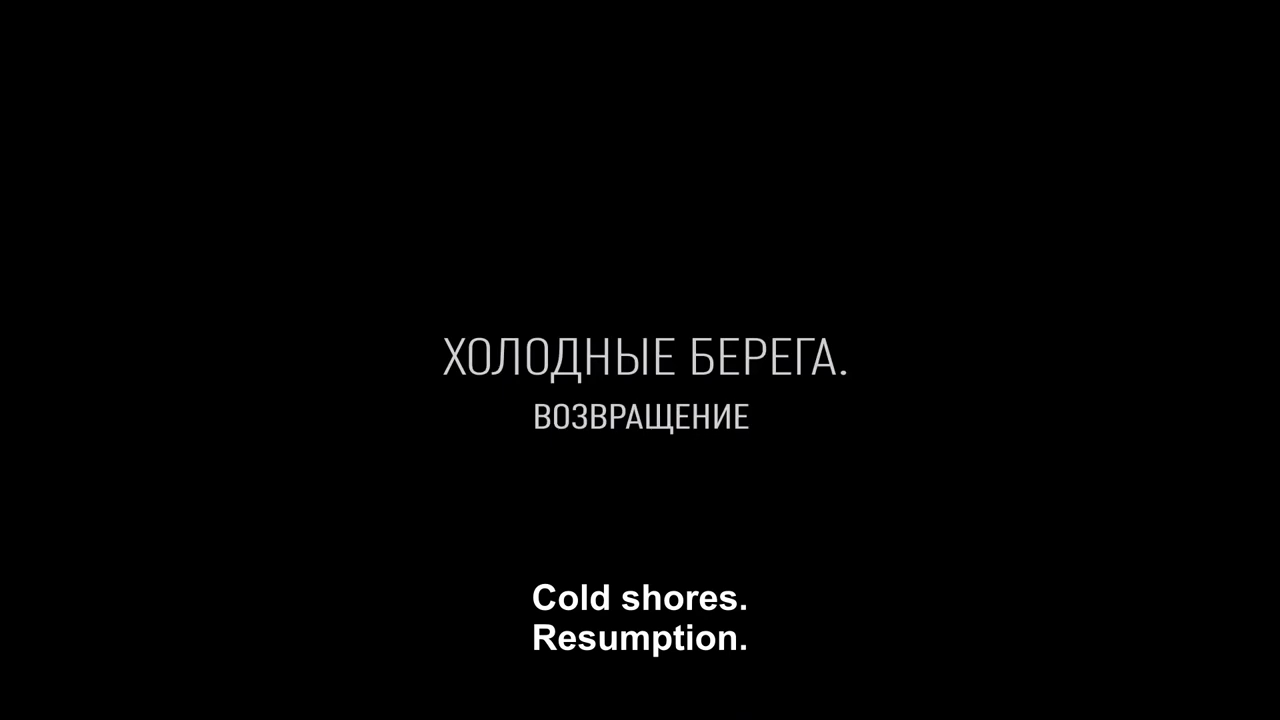 ХОЛОДНЫЕ БЕРЕГА.
ВОЗВРАЩЕНИЕ
Cold shores.
Resumption.